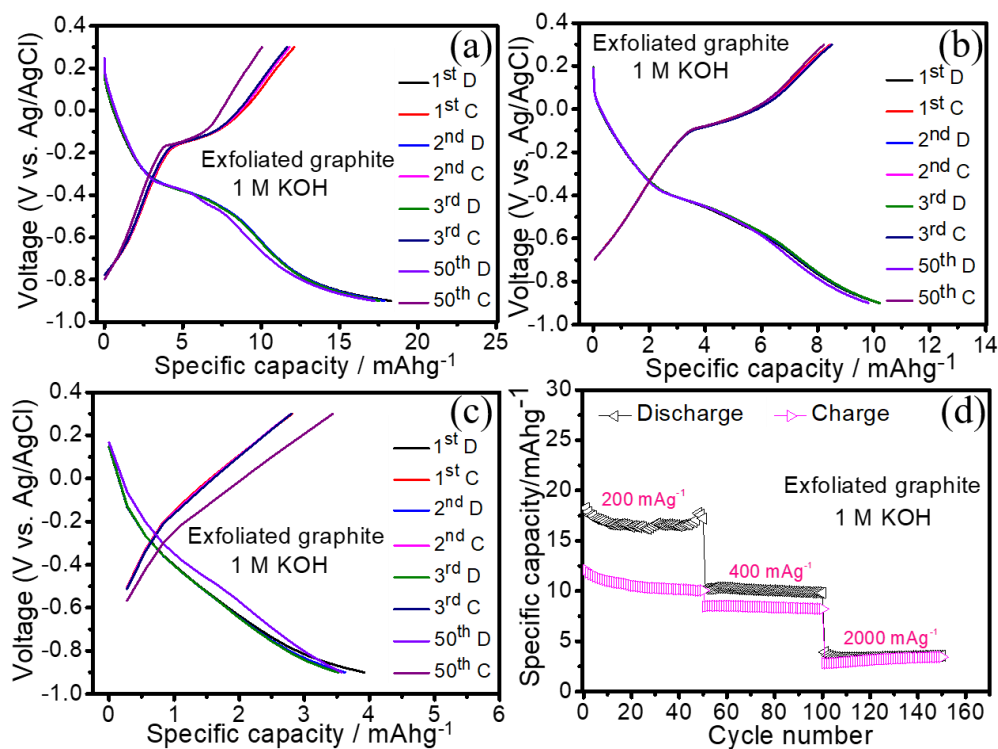 (a)
Voltage (V vs. Ag/AgCl)
0.4
0.2
0.0
-0.2
-0.4
-0.6
-0.8
-1.0
Exfoliated graphite
1 M KOH
1st D
1st C
2nd D
2nd C
3rd D
3rd C
50th D
50th C
0 5 10 15 20 25
Specific capacity / mAhg-1
(b)
Exfoliated graphite
1 M KOH
Voltage (V vs, Ag/AgCl)
0.4
0.2
0.0
-0.2
-0.4
-0.6
-0.8
-1.0
1st D
1st C
2nd D
2nd C
3rd D
3rd C
50th D
50th C
0 2 4 6 8 10 12 14
Specific capacity / mAhg-1
(c)
Voltage (V vs. Ag/AgCl)
0.4
0.2
0.0
-0.2
-0.4
-0.6
-0.8
-1.0
Exfoliated graphite
1 M KOH
1st D
1st C
2nd D
2nd C
3rd D
3rd C
50th D
50th C
0 1 2 3 4 5 6
Specific capacity / mAhg-1
(d)
Specific capacity/mAhg-1
30
25
20
15
10
5
0
Discharge Charge
Exfoliated graphite
1 M KOH
200 mAg-1
400 mAg-1
2000 mAg-1
0 20 40 60 80 100 120 140 160
Cycle number